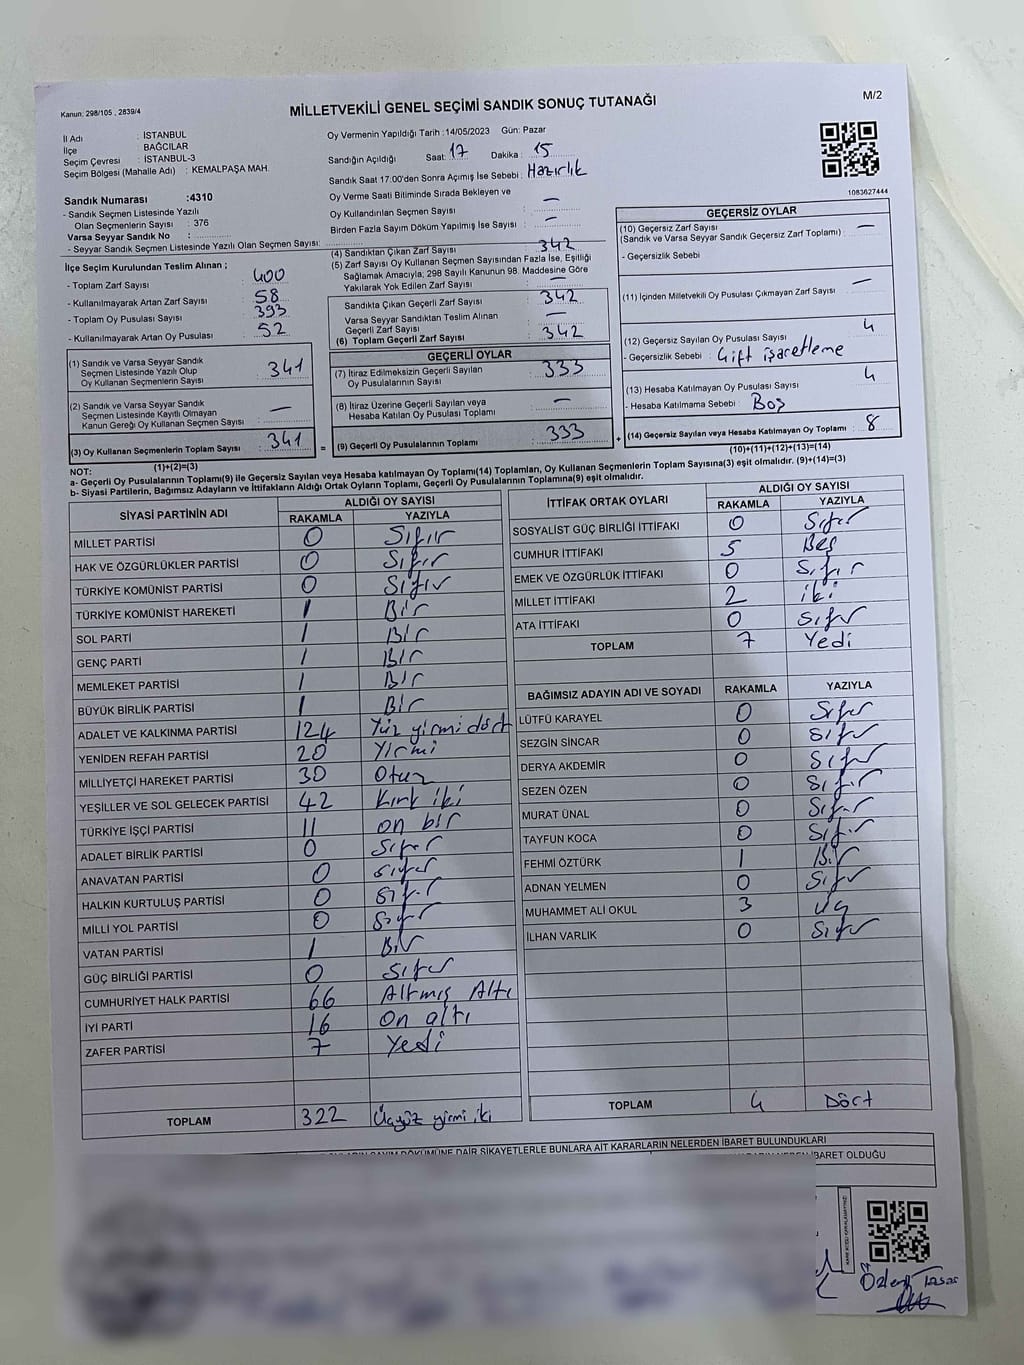 Kanun: 298/105 , 2839/4
MİLLETVEKİLİ GENEL SEÇİMİ SANDIK SONUÇ TUTANAĞI
M/2
İl Adı : İSTANBUL
İlçe BAĞCILAR
Seçim Çevresi : İSTANBUL-3
Seçim Bölgesi (Mahalle Adı) : KEMALPAŞA MAH.
Oy Vermenin Yapıldığı Tarih :14/05/2023 Gün: Pazar
Sandığın Açıldığı Saat: 17 Dakika : 15
Sandık Saat 17:00'den Sonra Açımış İse Sebebi : Hazırlık
Oy Verme Saati Bitiminde Sırada Bekleyen ve
Oy Kullandırılan Seçmen Sayısı : —
Birden Fazla Sayım Döküm Yapılmış İse Sayısı : —
1083627444
Sandık Numarası :4310
- Sandık Seçmen Listesinde Yazılı
Olan Seçmenlerin Sayısı : 376
Varsa Seyyar Sandık No :
- Seyyar Sandık Seçmen Listesinde Yazılı Olan Seçmen Sayısı:
İlçe Seçim Kurulundan Teslim Alınan ;
- Toplam Zarf Sayısı : 400
- Kullanılmayarak Artan Zarf Sayısı : 58
- Toplam Oy Pusulası Sayısı : 393
- Kullanılmayarak Artan Oy Pusulası : 52
(1) Sandık ve Varsa Seyyar Sandık
Seçmen Listesinde Yazılı Olup
Oy Kullanan Seçmenlerin Sayısı : 341
(2) Sandık ve Varsa Seyyar Sandık
Seçmen Listesinde Kayıtlı Olmayan
Kanun Gereği Oy Kullanan Seçmen Sayısı : —
(3) Oy Kullanan Seçmenlerin Toplam Sayısı : 341 =
(1)+(2)=(3)
(4) Sandıktan Çıkan Zarf Sayısı : 342
(5) Zarf Sayısı Oy Kullanan Seçmen Sayısından Fazla İse, Eşitliği
Sağlamak Amacıyla, 298 Sayılı Kanunun 98. Maddesine Göre
Yakılarak Yok Edilen Zarf Sayısı : —
Sandıkta Çıkan Geçerli Zarf Sayısı : 342
Varsa Seyyar Sandıktan Teslim Alınan
Geçerli Zarf Sayısı : —
(6) Toplam Geçerli Zarf Sayısı : 342
GEÇERLİ OYLAR
(7) İtiraz Edilmeksizin Geçerli Sayılan
Oy Pusulalarının Sayısı : 333
(8) İtiraz Üzerine Geçerli Sayılan veya
Hesaba Katılan Oy Pusulası Toplamı : —
(9) Geçerli Oy Pusulalarının Toplamı : 333 +
GEÇERSİZ OYLAR
(10) Geçersiz Zarf Sayısı
(Sandık ve Varsa Seyyar Sandık Geçersiz Zarf Toplamı) : —
- Geçersizlik Sebebi :
(11) İçinden Milletvekili Oy Pusulası Çıkmayan Zarf Sayısı : —
(12) Geçersiz Sayılan Oy Pusulası Sayısı : 4
- Geçersizlik Sebebi : Çift işaretleme
(13) Hesaba Katılmayan Oy Pusulası Sayısı : 4
- Hesaba Katılmama Sebebi : Boş
(14) Geçersiz Sayılan veya Hesaba Katılmayan Oy Toplamı : 8
(10)+(11)+(12)+(13)=(14)
NOT:
a- Geçerli Oy Pusulalarının Toplamı(9) ile Geçersiz Sayılan veya Hesaba katılmayan Oy Toplamı(14) Toplamları, Oy Kullanan Seçmenlerin Toplam Sayısına(3) eşit olmalıdır. (9)+(14)=(3)
b- Siyasi Partilerin, Bağımsız Adayların ve İttifakların Aldığı Ortak Oyların Toplamı, Geçerli Oy Pusulalarının Toplamına(9) eşit olmalıdır.
SİYASİ PARTİNİN ADI ALDIĞI OY SAYISI
RAKAMLA YAZIYLA
MİLLET PARTİSİ 0 Sıfır
HAK VE ÖZGÜRLÜKLER PARTİSİ 0 Sıfır
TÜRKİYE KOMÜNİST PARTİSİ 0 Sıfır
TÜRKİYE KOMÜNİST HAREKETİ 1 Bir
SOL PARTİ 1 Bir
GENÇ PARTİ 1 Bir
MEMLEKET PARTİSİ 1 Bir
BÜYÜK BİRLİK PARTİSİ 1 Bir
ADALET VE KALKINMA PARTİSİ 124 Yüz yirmi dört
YENİDEN REFAH PARTİSİ 20 Yirmi
MİLLİYETÇİ HAREKET PARTİSİ 30 Otuz
YEŞİLLER VE SOL GELECEK PARTİSİ 42 Kırk iki
TÜRKİYE İŞÇİ PARTİSİ 11 on bir
ADALET BİRLİK PARTİSİ 0 Sıfır
ANAVATAN PARTİSİ 0 Sıfır
HALKIN KURTULUŞ PARTİSİ 0 Sıfır
MİLLİ YOL PARTİSİ 0 Sıfır
VATAN PARTİSİ 1 Bir
GÜÇ BİRLİĞİ PARTİSİ 0 Sıfır
CUMHURİYET HALK PARTİSİ 66 Altmış Altı
İYİ PARTİ 16 On altı
ZAFER PARTİSİ 7 Yedi
TOPLAM 322 Üçyüz yirmi iki
İTTİFAK ORTAK OYLARI ALDIĞI OY SAYISI
RAKAMLA YAZIYLA
SOSYALİST GÜÇ BİRLİĞİ İTTİFAKI 0 Sıfır
CUMHUR İTTİFAKI 5 Beş
EMEK VE ÖZGÜRLÜK İTTİFAKI 0 Sıfır
MİLLET İTTİFAKI 2 iki
ATA İTTİFAKI 0 Sıfır
TOPLAM 7 Yedi
BAĞIMSIZ ADAYIN ADI VE SOYADI RAKAMLA YAZIYLA
LÜTFÜ KARAYEL 0 Sıfır
SEZGİN SİNCAR 0 Sıfır
DERYA AKDEMİR 0 Sıfır
SEZEN ÖZEN 0 Sıfır
MURAT ÜNAL 0 Sıfır
TAYFUN KOCA 0 Sıfır
FEHMİ ÖZTÜRK 1 Bir
ADNAN YELMEN 0 Sıfır
MUHAMMET ALİ OKUL 3 Üç
İLHAN VARLIK 0 Sıfır
TOPLAM 4 Dört
SAYIM DÖKÜMÜNE DAİR ŞİKAYETLERLE BUNLARA AİT KARARLARIN NELERDEN İBARET BULUNDUKLARI
İBARET OLDUĞU